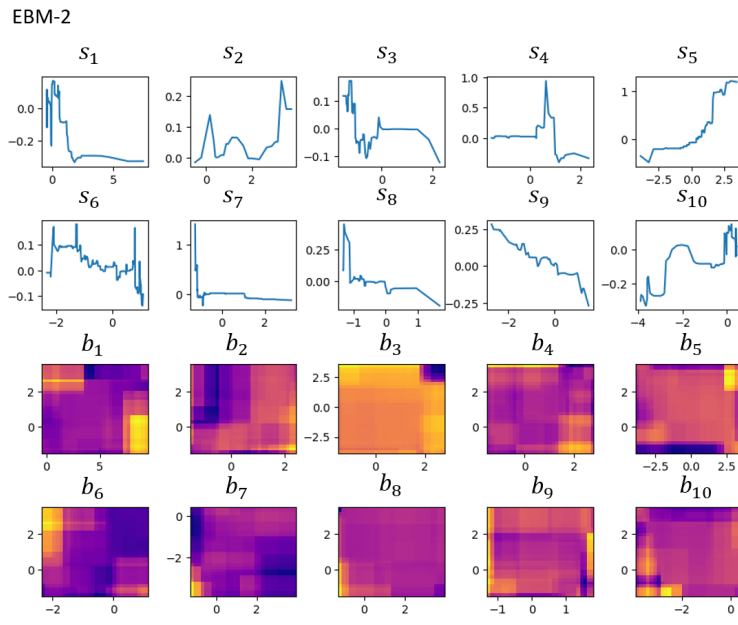 EBM-2
s₁ s₂ s₃ s₄ s₅
0.0 -0.2 0 5
0.2 0.1 0.0 0 2
0.1 0.0 -0.1 0 2
1.0 0.5 0.0 0 2
1 0 -2.5 0.0 2.5
s₆ s₇ s₈ s₉ s₁₀
0.1 0.0 -0.1 -2 0
1 0 0 2
0.25 0.00 -1 0 1
0.25 0.00 -0.25 -2 0
0.0 -0.2 -4 -2 0
b₁ b₂ b₃ b₄ b₅
2 0 0 5
2 0 0 2
2.5 0.0 -2.5 0 2
2 0 0 2
2 0 -2.5 0.0 2.5
b₆ b₇ b₈ b₉ b₁₀
2 0 -2 0
0 -2 0 2
2 0 0 2
2 0 -1 0 1
2 0 -2 0